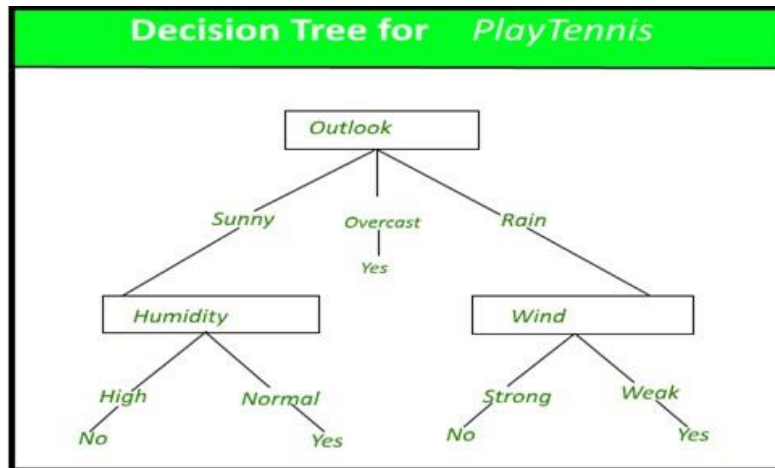 Decision Tree for PlayTennis
Outlook
Sunny
Overcast
Rain
Yes
Humidity
Wind
High
Normal
Strong
Weak
No
Yes
No
Yes